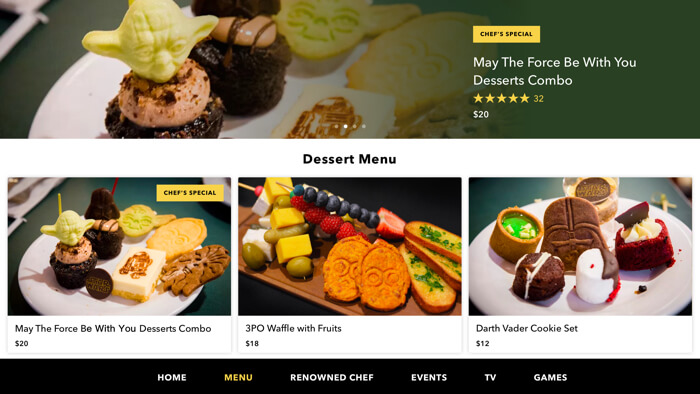 CHEF'S SPECIAL
May The Force Be With You
Desserts Combo
32
$20
Dessert Menu
CHEF'S SPECIAL
May The Force Be With You Desserts Combo
$20
3PO Waffle with Fruits
$18
Darth Vader Cookie Set
$12
HOME MENU RENOWNED CHEF EVENTS TV GAMES